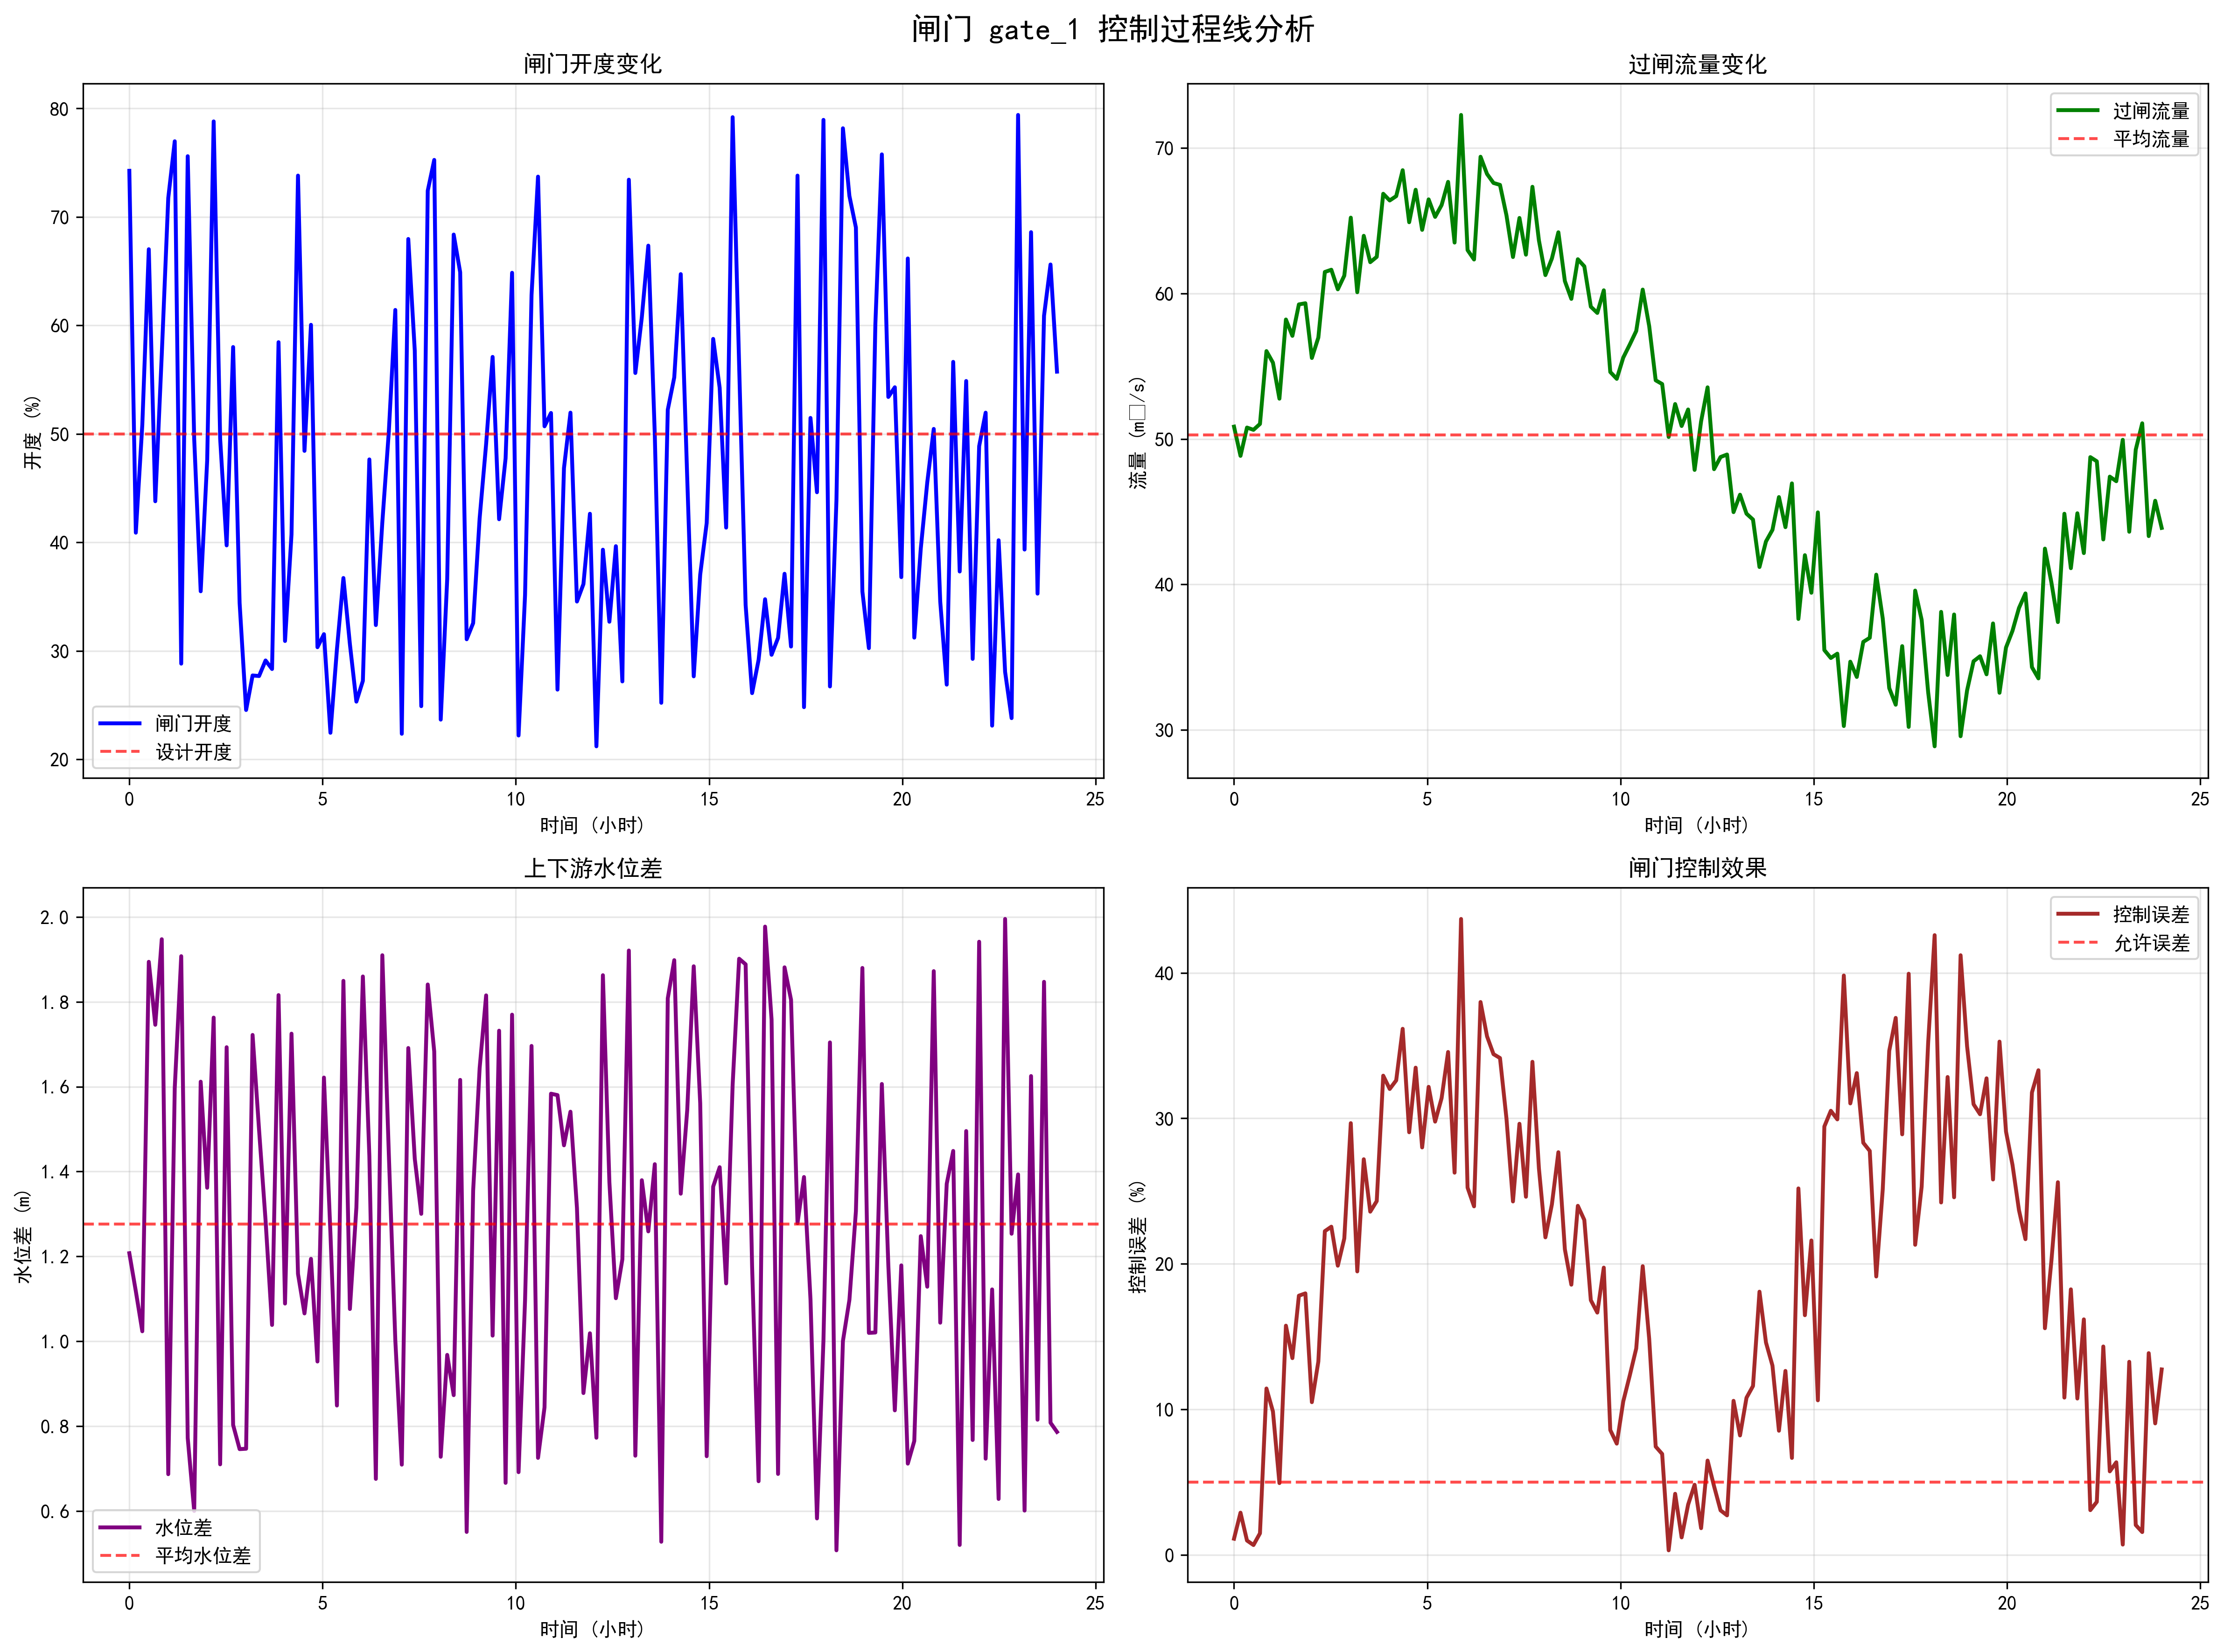 闸门 gate_1 控制过程线分析
闸门开度变化
80
70
60
50
40
30
20
开度 (%)
闸门开度
设计开度
0 5 10 15 20 25
时间 (小时)
过闸流量变化
70
60
50
40
30
流量 (m□/s)
过闸流量
平均流量
0 5 10 15 20 25
时间 (小时)
上下游水位差
2.0
1.8
1.6
1.4
1.2
1.0
0.8
0.6
水位差 (m)
水位差
平均水位差
0 5 10 15 20 25
时间 (小时)
闸门控制效果
40
30
20
10
0
控制误差 (%)
控制误差
允许误差
0 5 10 15 20 25
时间 (小时)